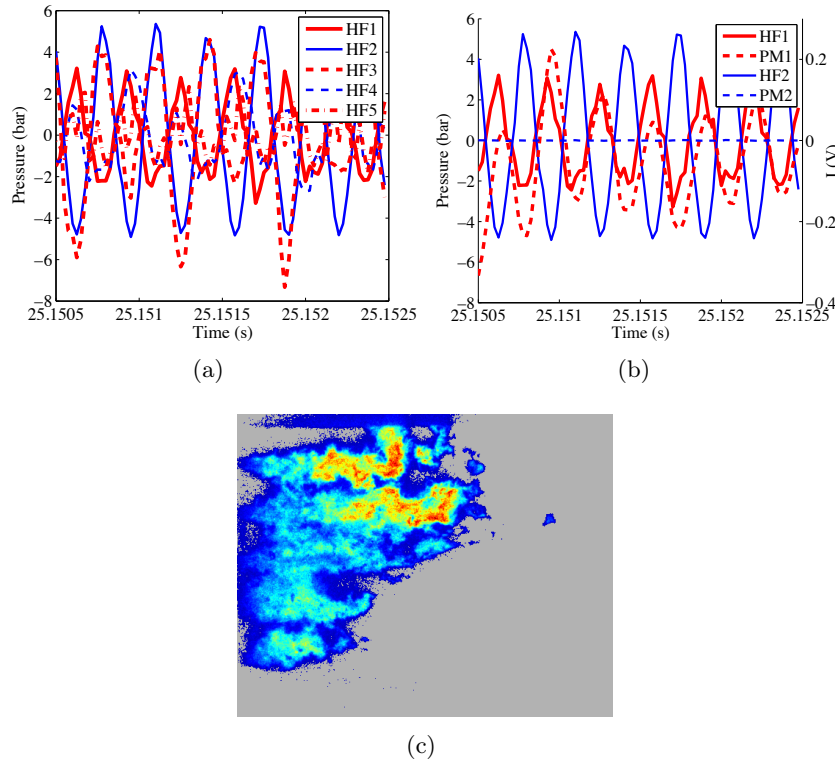 6
4
2
0
−2
−4
−6
−8
Pressure (bar)
25.1505
25.151
25.1515
25.152
25.1525
Time (s)
HF1
HF2
HF3
HF4
HF5
(a)
6
4
2
0
−2
−4
−6
−8
Pressure (bar)
25.1505
25.151
25.1515
25.152
25.1525
Time (s)
0.2
0
−0.2
−0.4
HF1
PM1
HF2
PM2
(b)
(c)